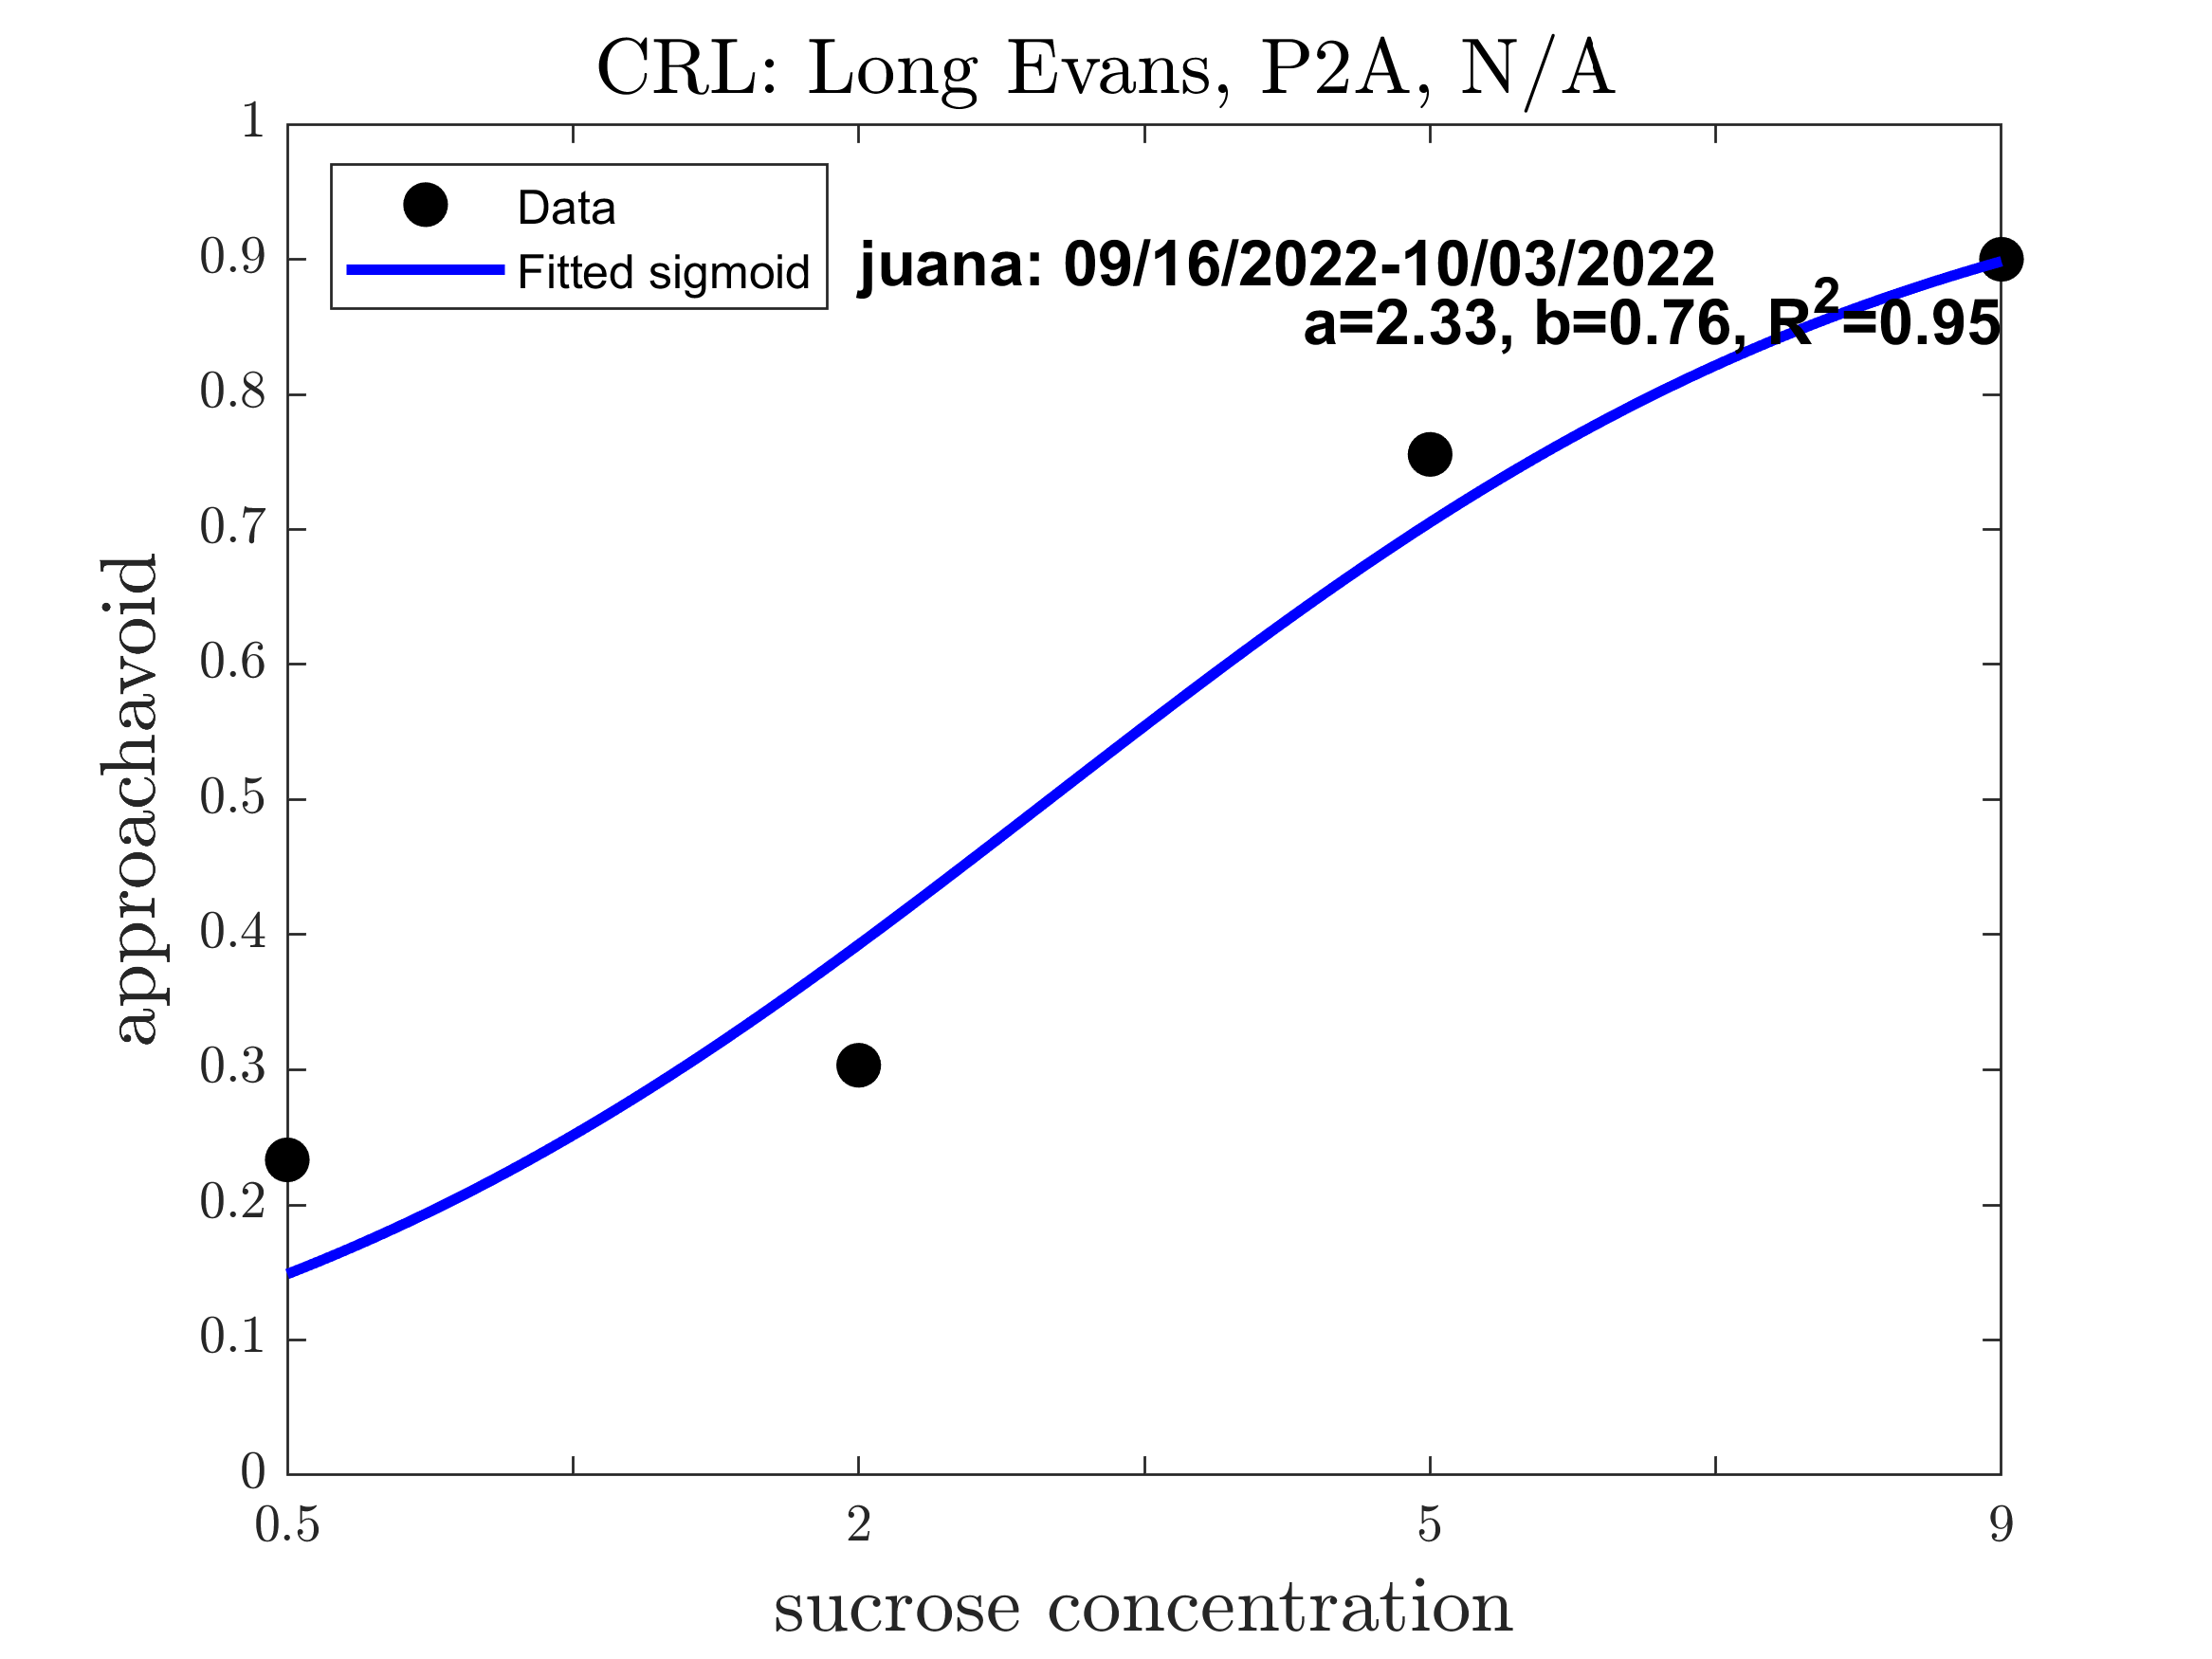 CRL: Long Evans, P2A, N/A
Data
Fitted sigmoid
juana: 09/16/2022-10/03/2022
a=2.33, b=0.76, R²=0.95
approachavoid
1
0.9
0.8
0.7
0.6
0.5
0.4
0.3
0.2
0.1
0
0.5 2 5 9
sucrose concentration